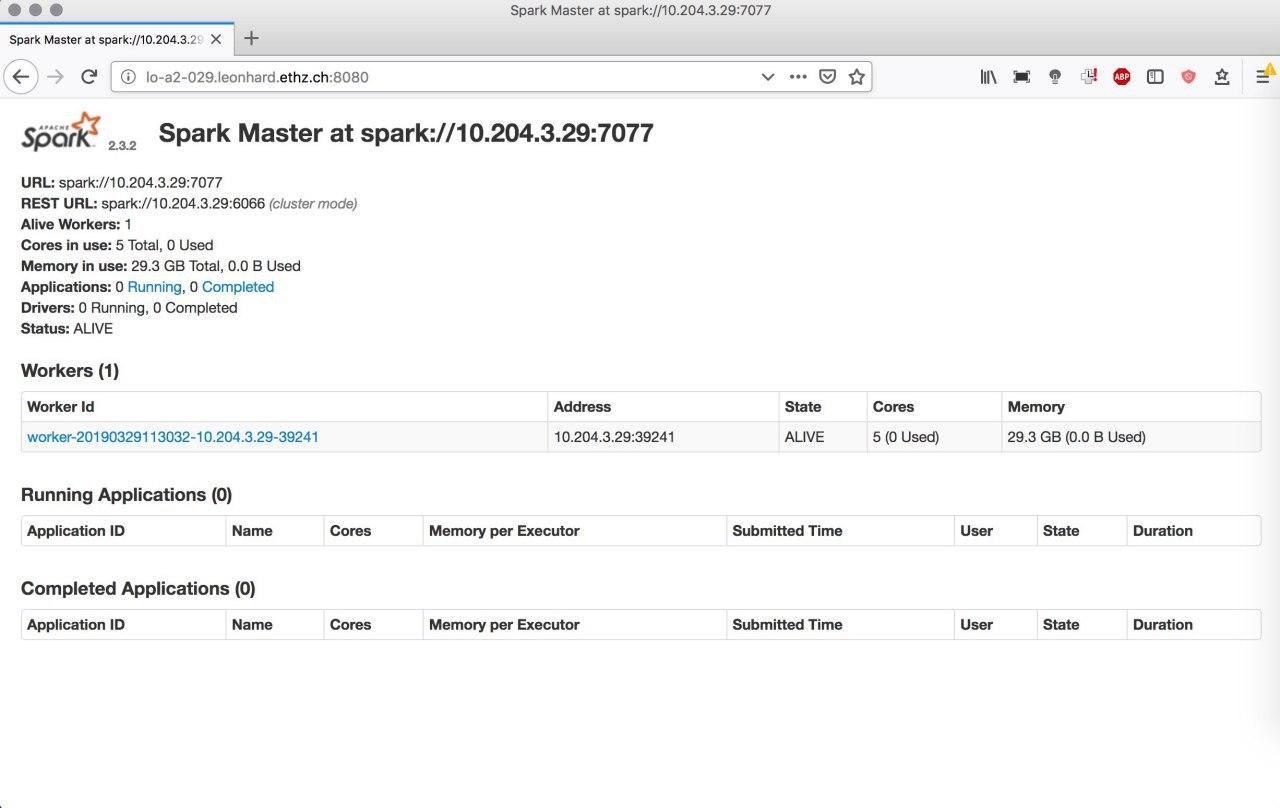 Spark Master at spark://10.204.3.29:7077
Spark Master at spark://10.204.3.29
lo-a2-029.leonhard.ethz.ch:8080
ABP
APACHE
Spark 2.3.2 Spark Master at spark://10.204.3.29:7077
URL: spark://10.204.3.29:7077
REST URL: spark://10.204.3.29:6066 (cluster mode)
Alive Workers: 1
Cores in use: 5 Total, 0 Used
Memory in use: 29.3 GB Total, 0.0 B Used
Applications: 0 Running, 0 Completed
Drivers: 0 Running, 0 Completed
Status: ALIVE
Workers (1)
Worker Id Address State Cores Memory
worker-20190329113032-10.204.3.29-39241 10.204.3.29:39241 ALIVE 5 (0 Used) 29.3 GB (0.0 B Used)
Running Applications (0)
Application ID Name Cores Memory per Executor Submitted Time User State Duration
Completed Applications (0)
Application ID Name Cores Memory per Executor Submitted Time User State Duration